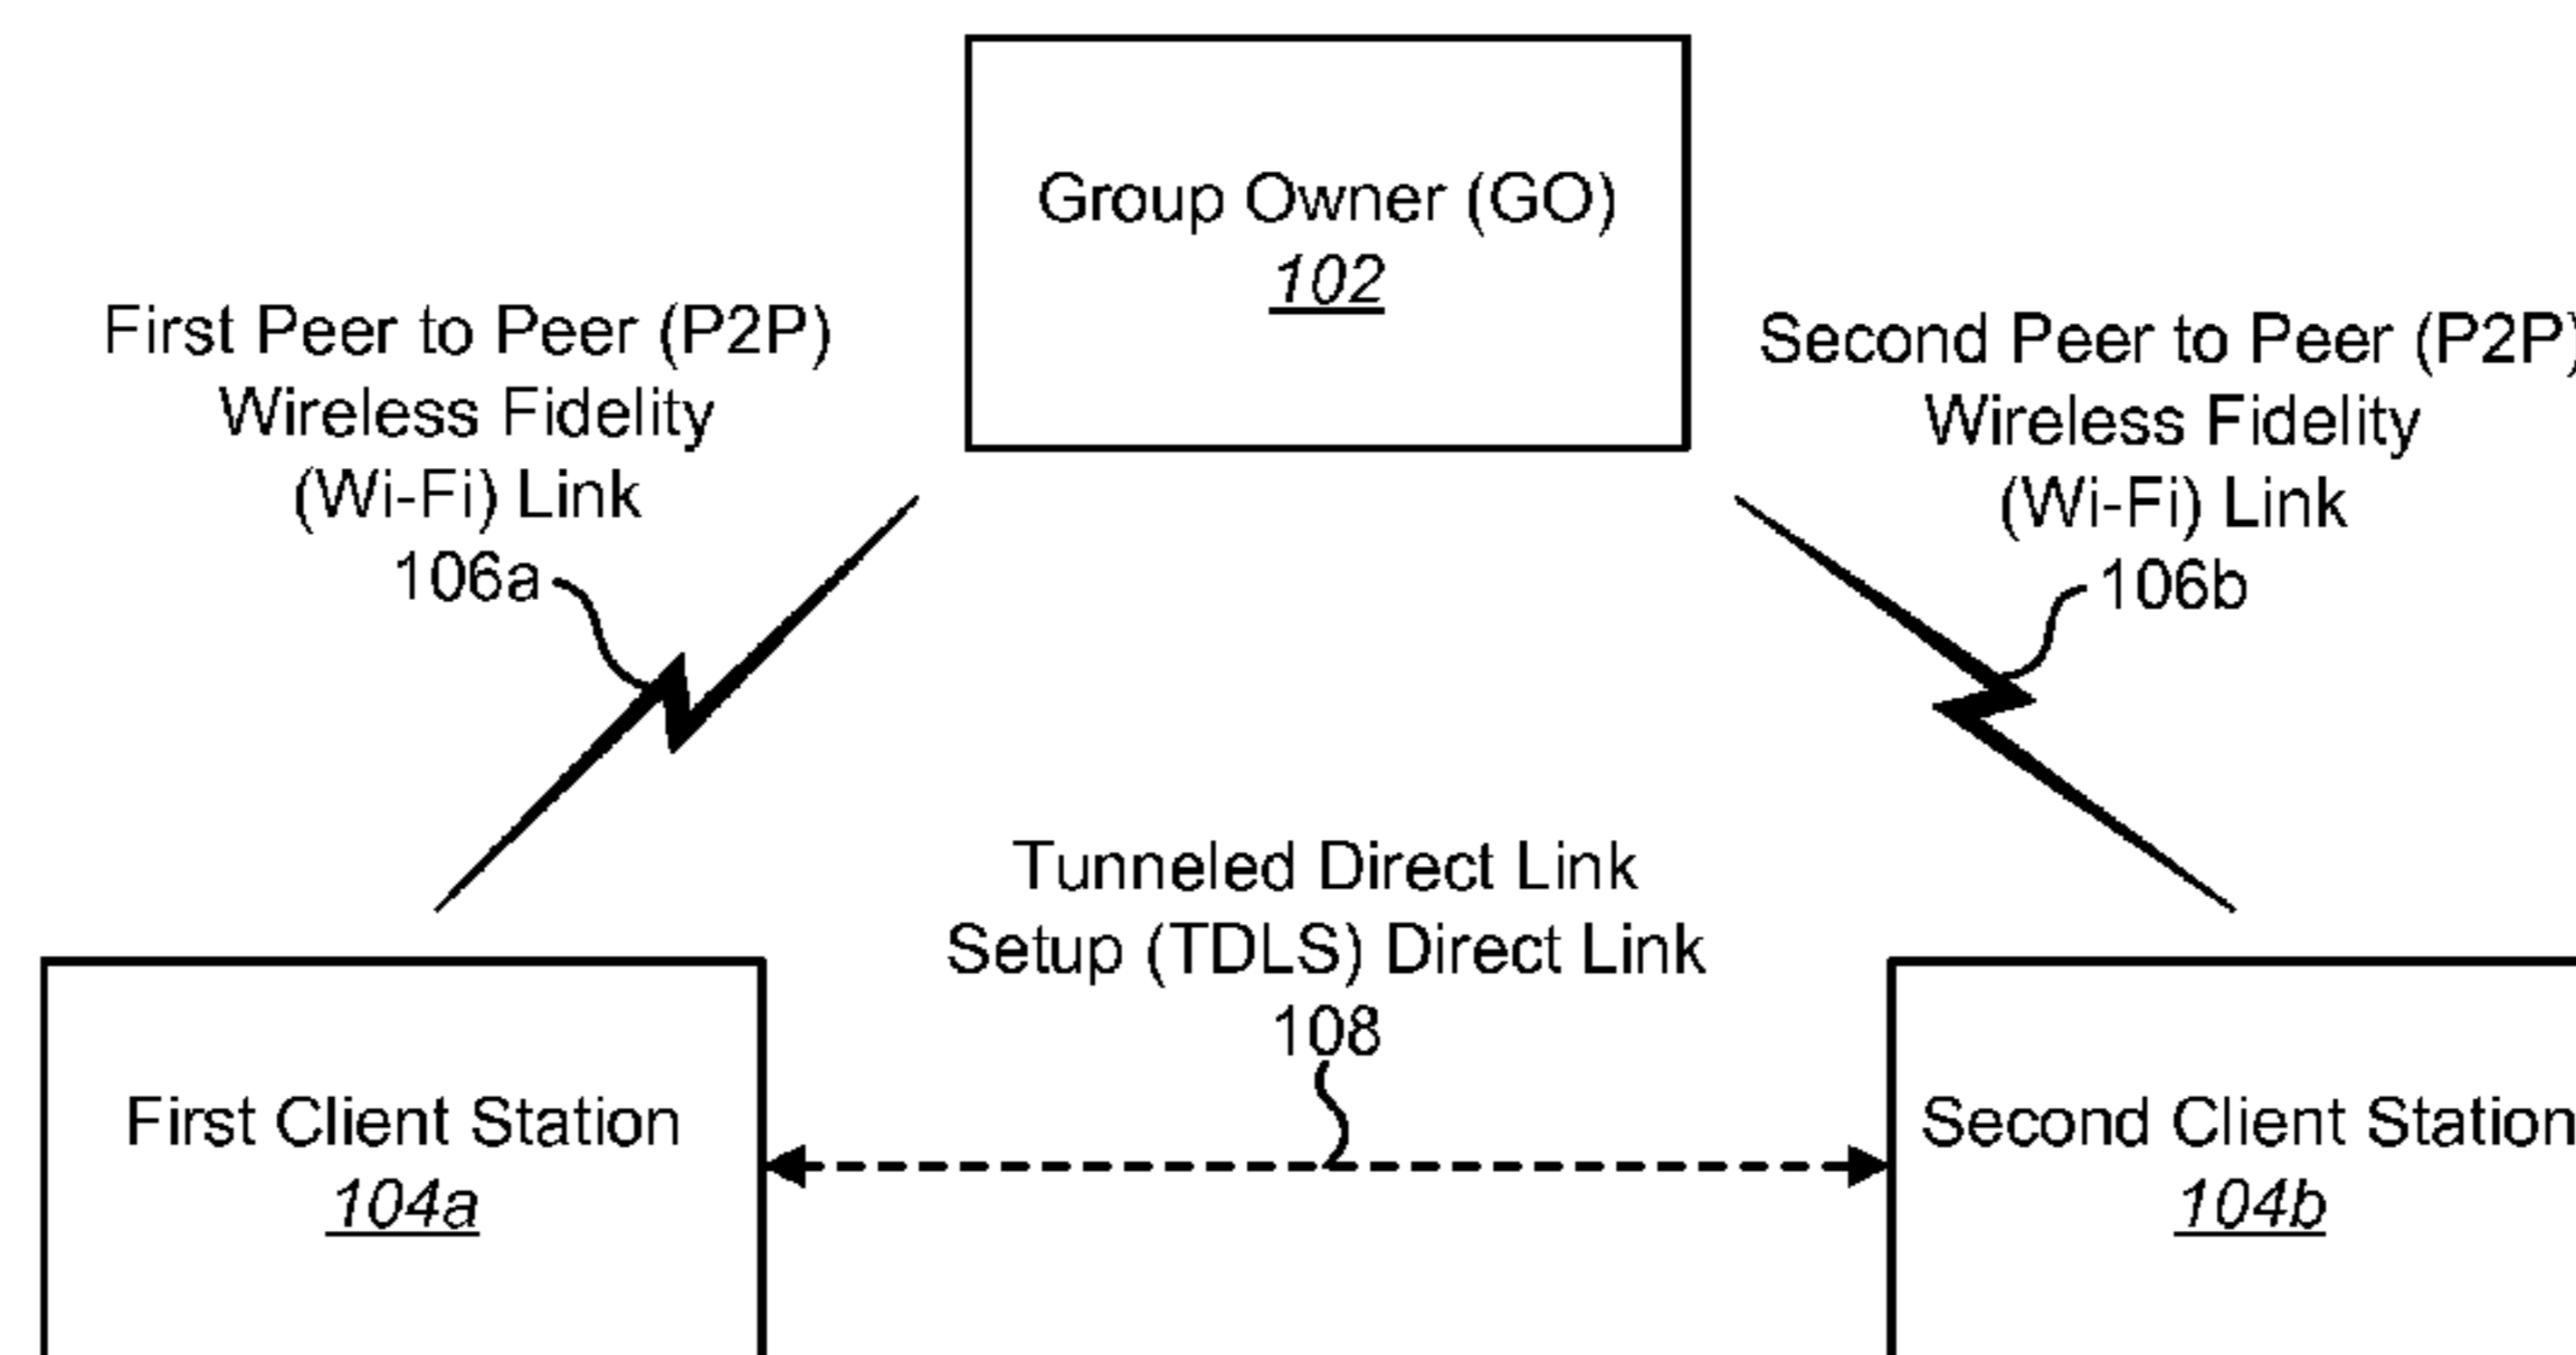 Group Owner (GO)
102
First Peer to Peer (P2P)
Wireless Fidelity
(Wi-Fi) Link
106a
Second Peer to Peer (P2P)
Wireless Fidelity
(Wi-Fi) Link
106b
Tunneled Direct Link
Setup (TDLS) Direct Link
108
First Client Station
104a
Second Client Station
104b